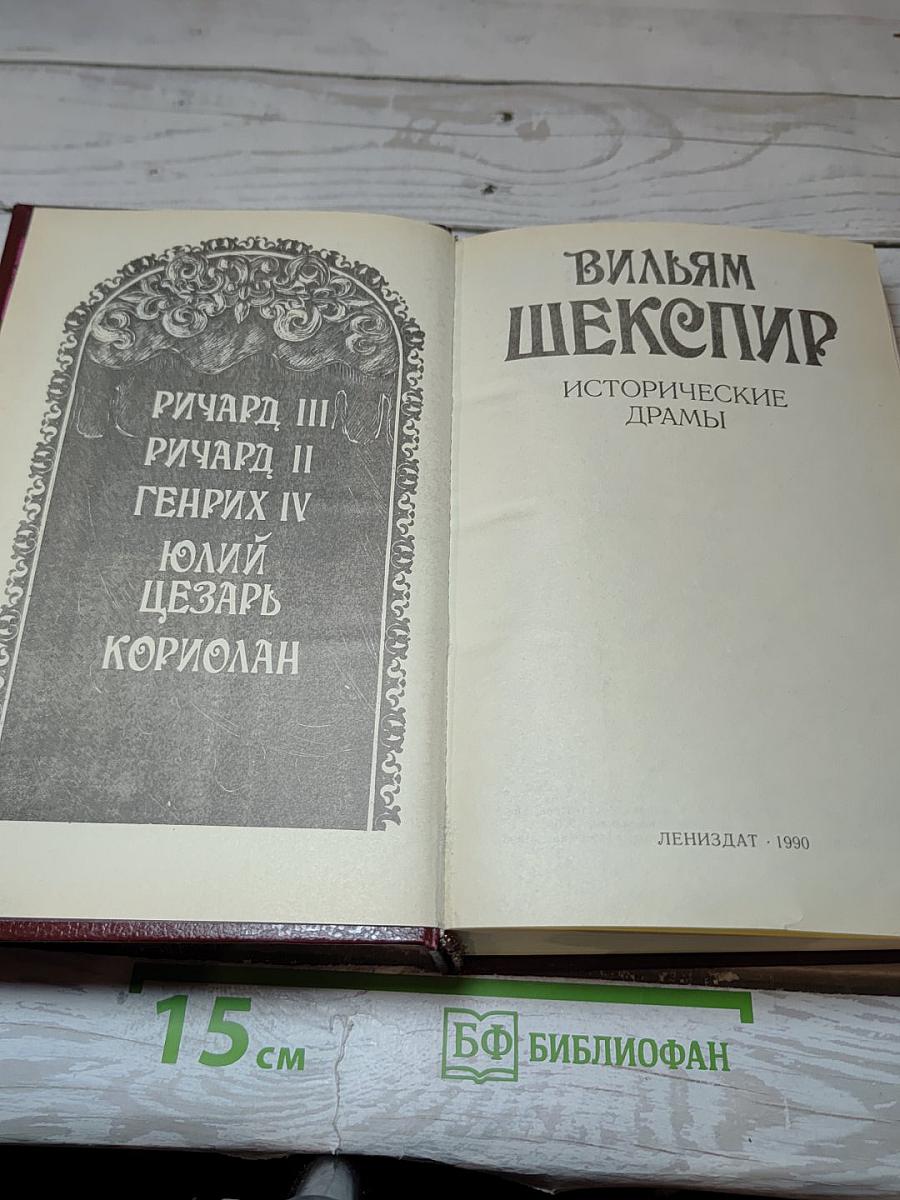 РИЧАРД III
РИЧАРД II
ГЕНРИХ IV
ЮЛИЙ
ЦЕЗАРЬ
КОРИОЛАН
ВИЛЬЯМ
ШЕКСПИР
ИСТОРИЧЕСКИЕ
ДРАМЫ
ЛЕНИЗДАТ · 1990
15 см
БФ БИБЛИОФАН